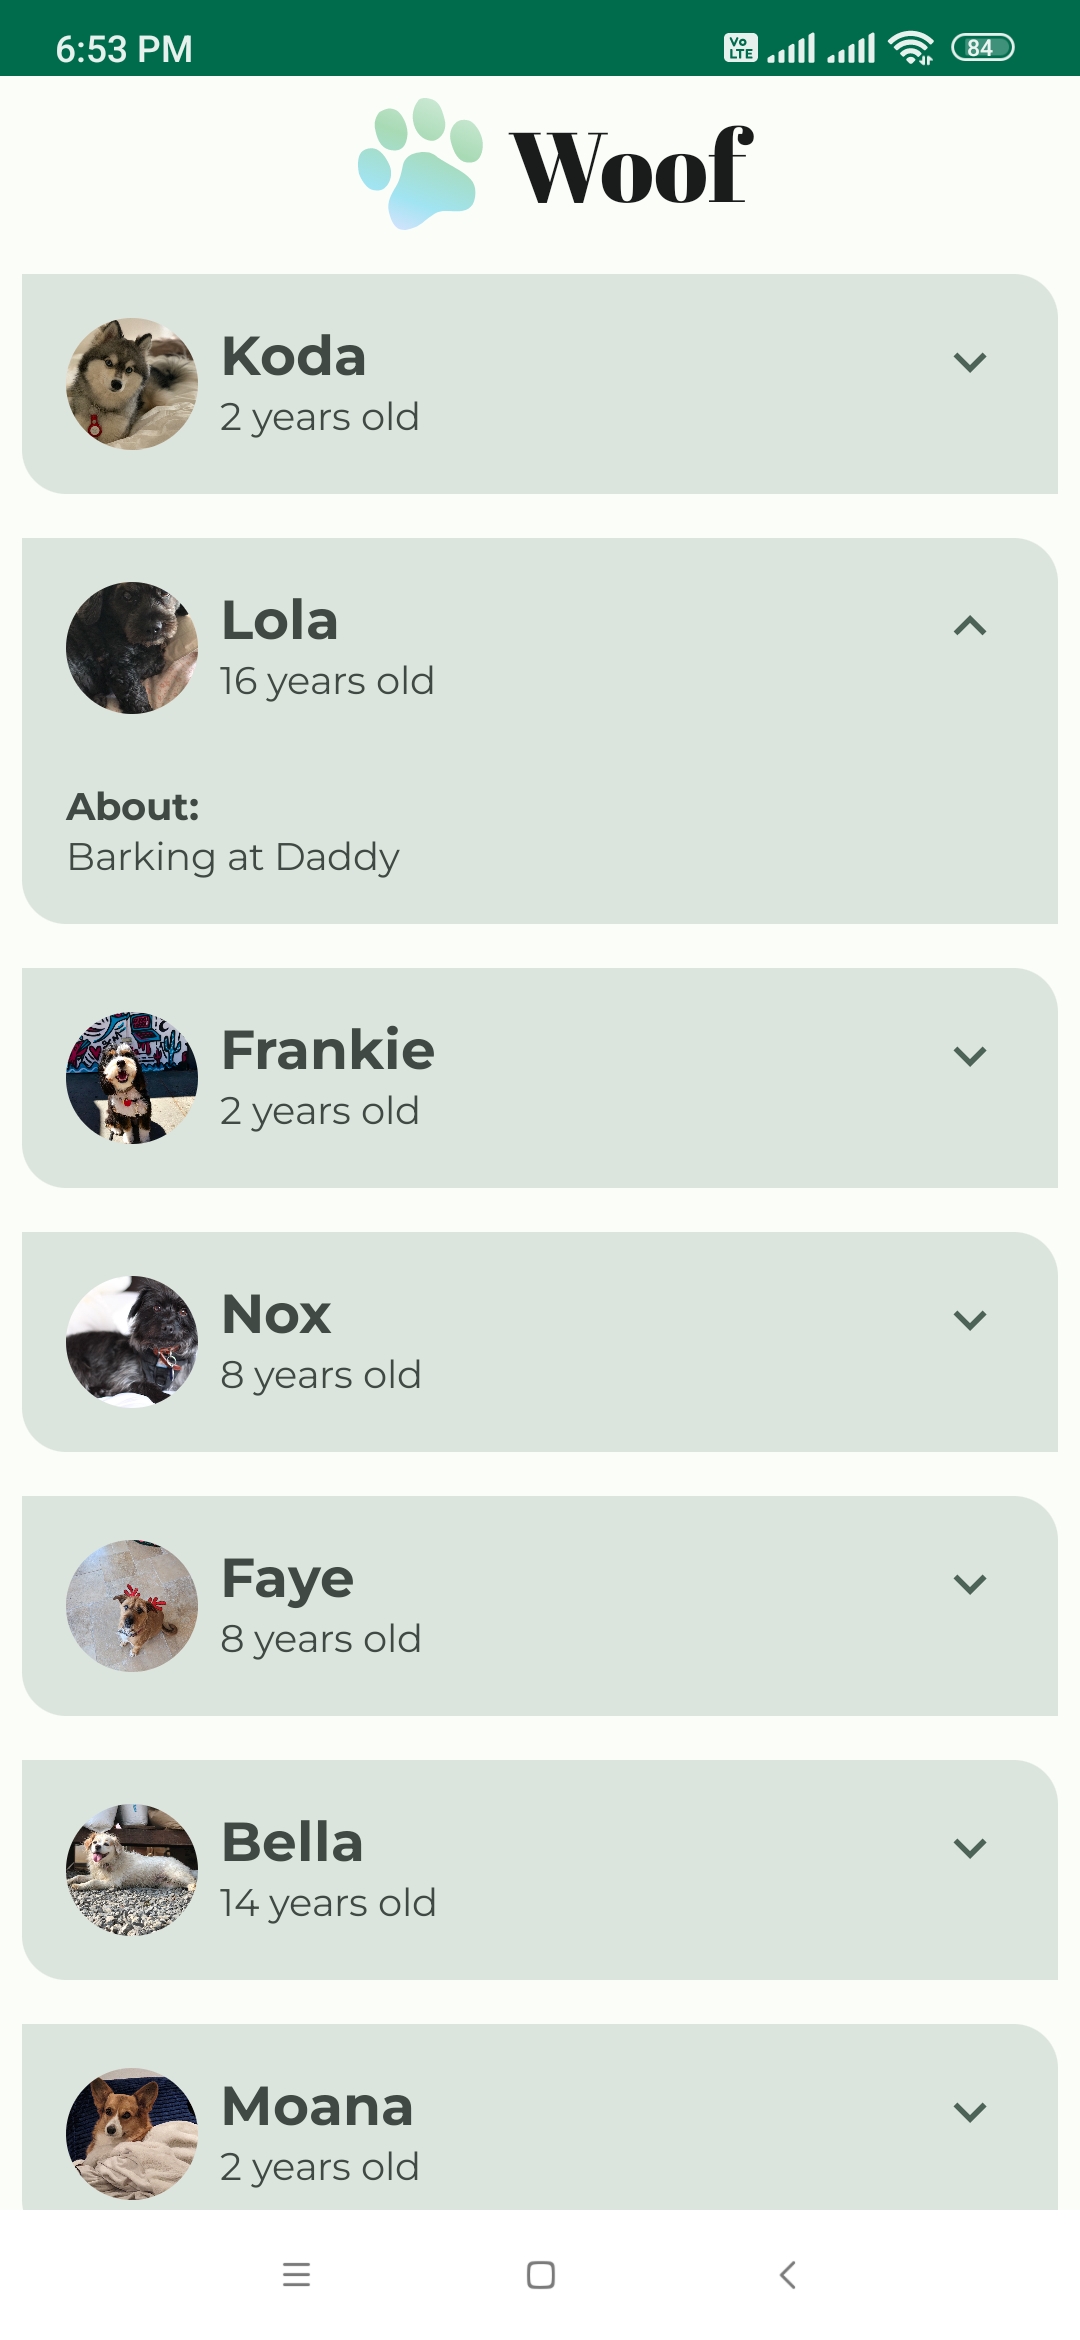 6:53 PM
Vo LTE
84
Woof
Koda
2 years old
Lola
16 years old
About:
Barking at Daddy
Frankie
2 years old
Nox
8 years old
Faye
8 years old
Bella
14 years old
Moana
2 years old